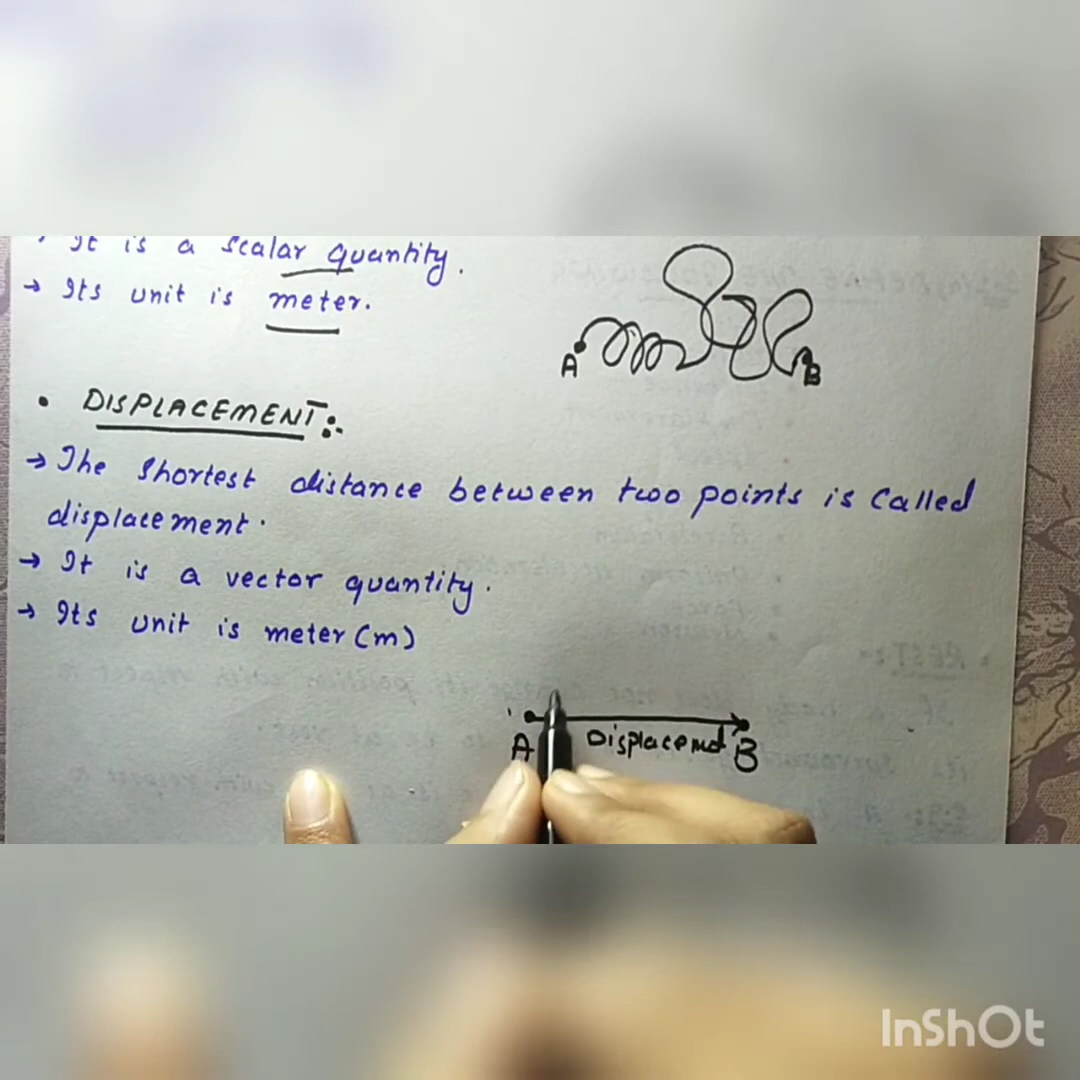 It is a scalar quantity.
→ Its unit is meter.
A
B
• DISPLACEMENT:-
→ The shortest distance between two points is called
displacement.
→ It is a vector quantity.
→ Its unit is meter (m)
A Displacemt B
InShOt